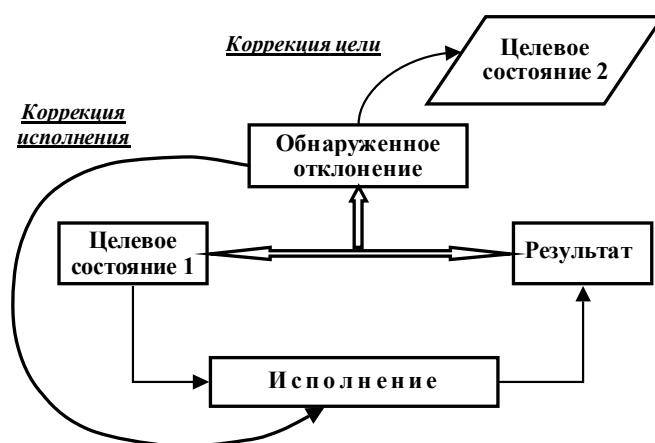 Коррекция цели
Целевое
состояние 2
Коррекция
исполнения
Обнаруженное
отклонение
Целевое
состояние 1
Результат
Исполнение